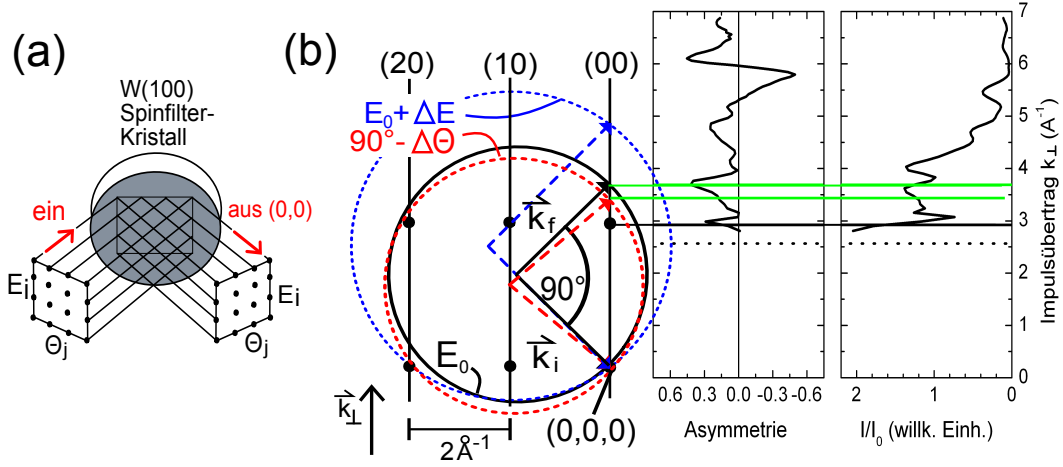 (a)
W(100)
Spinfilter-
Kristall
ein
aus (0,0)
E_i
Θ_j
E_i
Θ_j
(b)
(20)
(10)
(00)
E_0 + ΔE
90° - ΔΘ
k_f
90°
k_i
E_0
k_⊥
2 Å^-1
(0,0,0)
0.6 0.3 0.0 -0.3 -0.6
Asymmetrie
2 1 0
I/I_0 (willk. Einh.)
7
6
5
4
3
2
1
0
Impulsübertrag k_⊥ (A^-1)